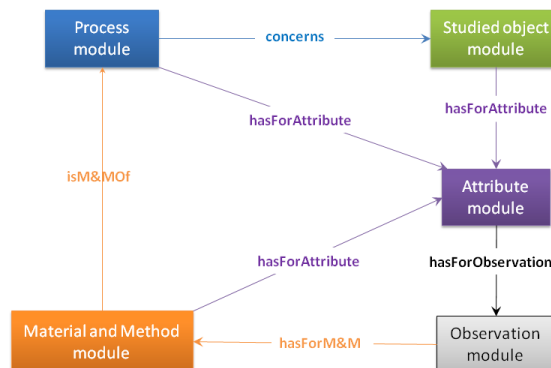 Process
module
concerns
Studied object
module
hasForAttribute
hasForAttribute
isM&MOf
Attribute
module
hasForAttribute
hasForObservation
Material and Method
module
hasForM&M
Observation
module